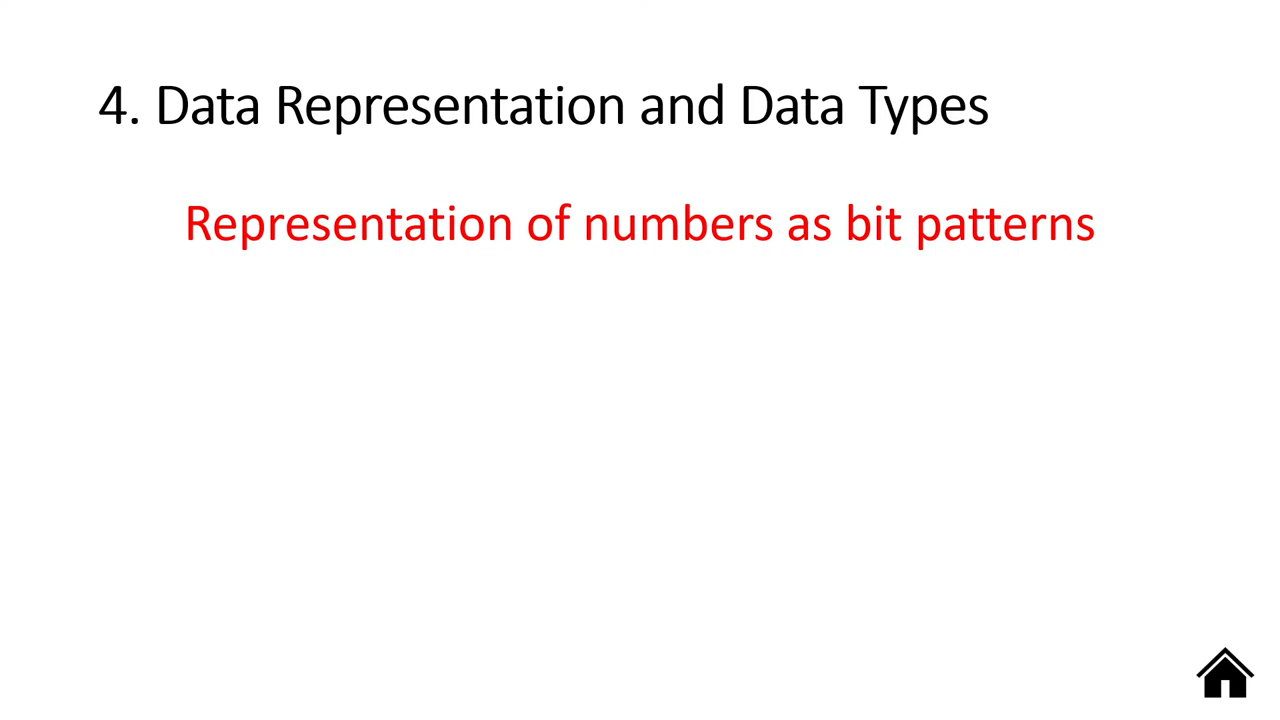 4. Data Representation and Data Types
Representation of numbers as bit patterns